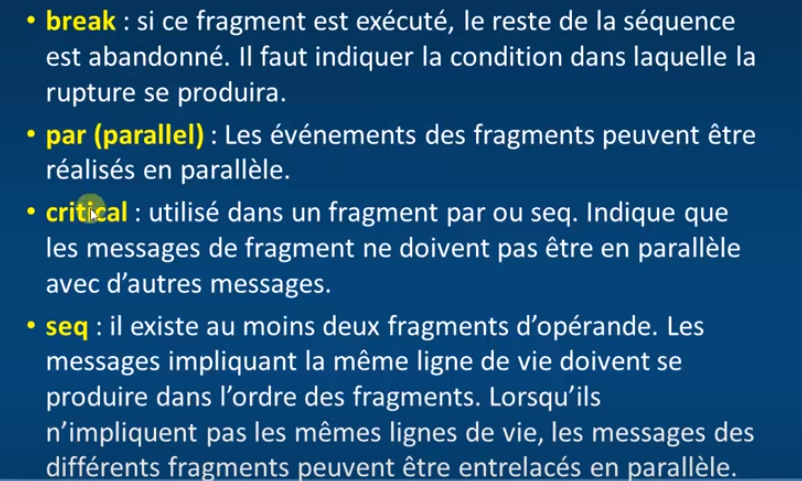 • break : si ce fragment est exécuté, le reste de la séquence
est abandonné. Il faut indiquer la condition dans laquelle la
rupture se produira.
• par (parallel) : Les événements des fragments peuvent être
réalisés en parallèle.
• critical : utilisé dans un fragment par ou seq. Indique que
les messages de fragment ne doivent pas être en parallèle
avec d’autres messages.
• seq : il existe au moins deux fragments d’opérande. Les
messages impliquant la même ligne de vie doivent se
produire dans l’ordre des fragments. Lorsqu’ils
n’impliquent pas les mêmes lignes de vie, les messages des
différents fragments peuvent être entrelacés en parallèle.